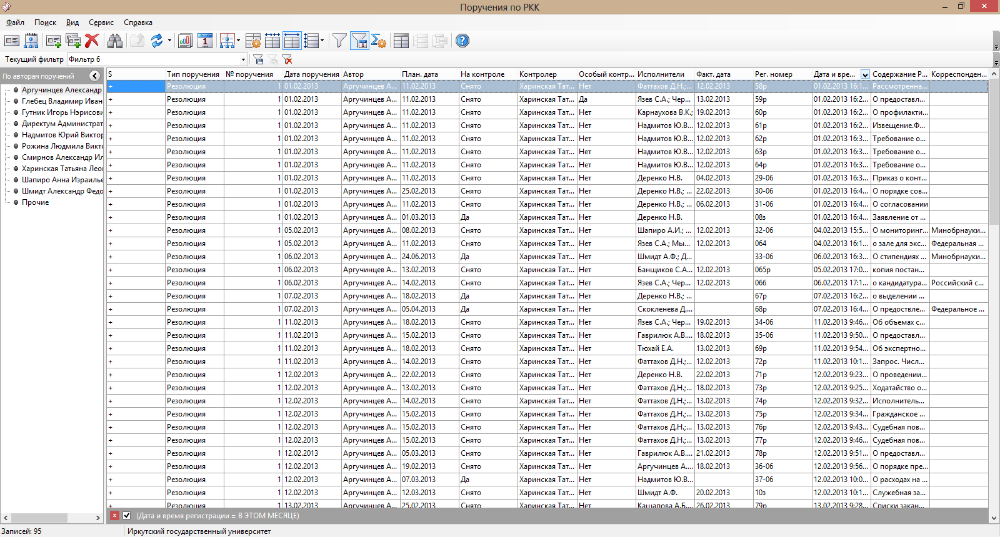 Поручения по РКК
Файл Поиск Вид Сервис Справка
Текущий фильтр Фильтр 6
По авторам поручений
Аргучинцев Александр
Глебец Владимир Иван
Гутник Игорь Нэрисови
Директум Администрат
Надмитов Юрий Виктор
Рожина Людмила Викто
Смирнов Александр Ил
Харинская Татьяна Леон
Шапиро Анна Израилье
Шмидт Александр Федо
Прочие
S Тип поручения № поручения Дата поручения Автор План. дата На контроле Контролер Особый контр... Исполнители Факт. дата Рег. номер Дата и вре... Содержание Р... Корреспонден...
+ Резолюция 1 01.02.2013 Аргучинцев А... 11.02.2013 Снято Харинская Тат... Нет Фаттахов Д.Н.;... 12.02.2013 58р 01.02.2013 16:1... Рассмотренна...
+ Резолюция 1 01.02.2013 Аргучинцев А... 11.02.2013 Снято Харинская Тат... Да Язев С.А.; Чер... 13.02.2013 59р 01.02.2013 16:2... О предоставл...
+ Резолюция 1 01.02.2013 Аргучинцев А... 11.02.2013 Снято Харинская Тат... Нет Карнаухова В.К.; 19.02.2013 60р 01.02.2013 16:2... О профилакти...
+ Резолюция 1 01.02.2013 Аргучинцев А... 11.02.2013 Снято Харинская Тат... Нет Надмитов Ю.В... 12.02.2013 61р 01.02.2013 16:2... Извещение.Ф...
+ Резолюция 1 01.02.2013 Аргучинцев А... 11.02.2013 Снято Харинская Тат... Нет Надмитов Ю.В... 12.02.2013 62р 01.02.2013 16:3... Требование о...
+ Резолюция 1 01.02.2013 Аргучинцев А... 11.02.2013 Снято Харинская Тат... Нет Надмитов Ю.В... 12.02.2013 63р 01.02.2013 16:3... Требование о...
+ Резолюция 1 01.02.2013 Аргучинцев А... 11.02.2013 Снято Харинская Тат... Нет Надмитов Ю.В... 12.02.2013 64р 01.02.2013 16:3... Требование о...
+ Резолюция 1 01.02.2013 Аргучинцев А... 11.02.2013 Снято Харинская Тат... Нет Деренко Н.В. 04.02.2013 29-06 01.02.2013 16:3... Приказ о конт...
+ Резолюция 1 01.02.2013 Аргучинцев А... 25.02.2013 Снято Харинская Тат... Нет Деренко Н.В.; ... 22.02.2013 30-06 01.02.2013 16:4... О порядке сов...
+ Резолюция 1 01.02.2013 Аргучинцев А... 11.02.2013 Снято Харинская Тат... Нет Деренко Н.В.; ... 06.02.2013 31-06 01.02.2013 16:4... О согласовании
+ Резолюция 1 01.02.2013 Аргучинцев А... 01.03.2013 Да Харинская Тат... Нет Деренко Н.В. 08з 01.02.2013 16:4... Заявление от ...
+ Резолюция 1 05.02.2013 Аргучинцев А... 08.02.2013 Снято Харинская Тат... Нет Шапиро А.И.; ... 12.02.2013 32-06 04.02.2013 15:5... О мониторинг... Минобрнауки...
+ Резолюция 1 05.02.2013 Аргучинцев А... 11.02.2013 Снято Харинская Тат... Нет Язев С.А.; Мы... 12.02.2013 064 04.02.2013 16:1... о зале для экс... Федеральная ...
+ Резолюция 1 06.02.2013 Аргучинцев А... 24.06.2013 Да Харинская Тат... Нет Шмидт А.Ф.; Д... 33-06 06.02.2013 16:3... О стипендиях ... Минобрнауки...
+ Резолюция 1 06.02.2013 Аргучинцев А... 13.02.2013 Снято Харинская Тат... Нет Банщиков С.А... 12.02.2013 065р 05.02.2013 17:0... копия постан...
+ Резолюция 1 06.02.2013 Аргучинцев А... 14.02.2013 Снято Харинская Тат... Нет Язев С.А.; Чер... 12.02.2013 066 06.02.2013 17:1... о кандидатура... Российский с...
+ Резолюция 1 07.02.2013 Аргучинцев А... 18.02.2013 Да Харинская Тат... Нет Деренко Н.В.; ... 67р 07.02.2013 16:2... о выделении ...
+ Резолюция 1 07.02.2013 Аргучинцев А... 05.04.2013 Да Харинская Тат... Нет Скокленева Д.... 68р 07.02.2013 16:4... О предоствле... Федеральное ...
+ Резолюция 1 11.02.2013 Аргучинцев А... 18.02.2013 Снято Харинская Тат... Нет Язев С.А.; Чер... 19.02.2013 34-06 11.02.2013 9:46... Об объемах с...
+ Резолюция 1 11.02.2013 Аргучинцев А... 15.02.2013 Снято Харинская Тат... Нет Гаврилюк А.В.... 18.02.2013 35-06 11.02.2013 9:50... О предоставл...
+ Резолюция 1 11.02.2013 Аргучинцев А... 18.02.2013 Снято Харинская Тат... Нет Тюхай Е.А. 13.02.2013 69р 11.02.2013 9:54... Об экспертно...
+ Резолюция 1 11.02.2013 Аргучинцев А... 14.02.2013 Снято Харинская Тат... Нет Фаттахов Д.Н.;... 12.02.2013 72р 11.02.2013 10:1... Запрос. Числ...
+ Резолюция 1 12.02.2013 Аргучинцев А... 22.02.2013 Снято Харинская Тат... Нет Деренко Н.В. 22.02.2013 71р 12.02.2013 9:23... О проведении...
+ Резолюция 1 12.02.2013 Аргучинцев А... 13.02.2013 Снято Харинская Тат... Нет Фаттахов Д.Н.;... 18.02.2013 73р 12.02.2013 9:25... Ходатайство о...
+ Резолюция 1 12.02.2013 Аргучинцев А... 14.02.2013 Снято Харинская Тат... Нет Фаттахов Д.Н.;... 13.02.2013 74р 12.02.2013 9:32... Исполнитель...
+ Резолюция 1 12.02.2013 Аргучинцев А... 15.02.2013 Снято Харинская Тат... Нет Фаттахов Д.Н.;... 13.02.2013 75р 12.02.2013 9:34... Гражданское ...
+ Резолюция 1 12.02.2013 Аргучинцев А... 15.02.2013 Снято Харинская Тат... Нет Фаттахов Д.Н.;... 13.02.2013 76р 12.02.2013 9:43... Судебная пов...
+ Резолюция 1 12.02.2013 Аргучинцев А... 15.02.2013 Снято Харинская Тат... Нет Фаттахов Д.Н.;... 13.02.2013 77р 12.02.2013 9:46... Судебная пов...
+ Резолюция 1 12.02.2013 Аргучинцев А... 05.03.2013 Снято Харинская Тат... Нет Гаврилюк А.В.... 21.02.2013 78р 12.02.2013 9:51... О предоставл...
+ Резолюция 1 12.02.2013 Аргучинцев А... 19.02.2013 Снято Харинская Тат... Нет Аргучинцев А.... 18.02.2013 36-06 12.02.2013 9:56... О порядке пре...
+ Резолюция 1 12.02.2013 Аргучинцев А... 07.03.2013 Да Харинская Тат... Нет Надмитов Ю.В... 37-06 12.02.2013 10:0... О расходах на ...
+ Резолюция 1 12.02.2013 Аргучинцев А... 12.03.2013 Снято Харинская Тат... Нет Шмидт А.Ф. 20.02.2013 10з 12.02.2013 10:1... Служебная за...
+ Резолюция 1 13.02.2013 Аргучинцев А... 25.02.2013 Снято Харинская Тат... Нет Кашапова А.Б.... 26.02.2013 79р 13.02.2013 9:28... Списки закан...
(Дата и время регистрации = В ЭТОМ МЕСЯЦЕ)
Записей: 95 Иркутский государственный университет